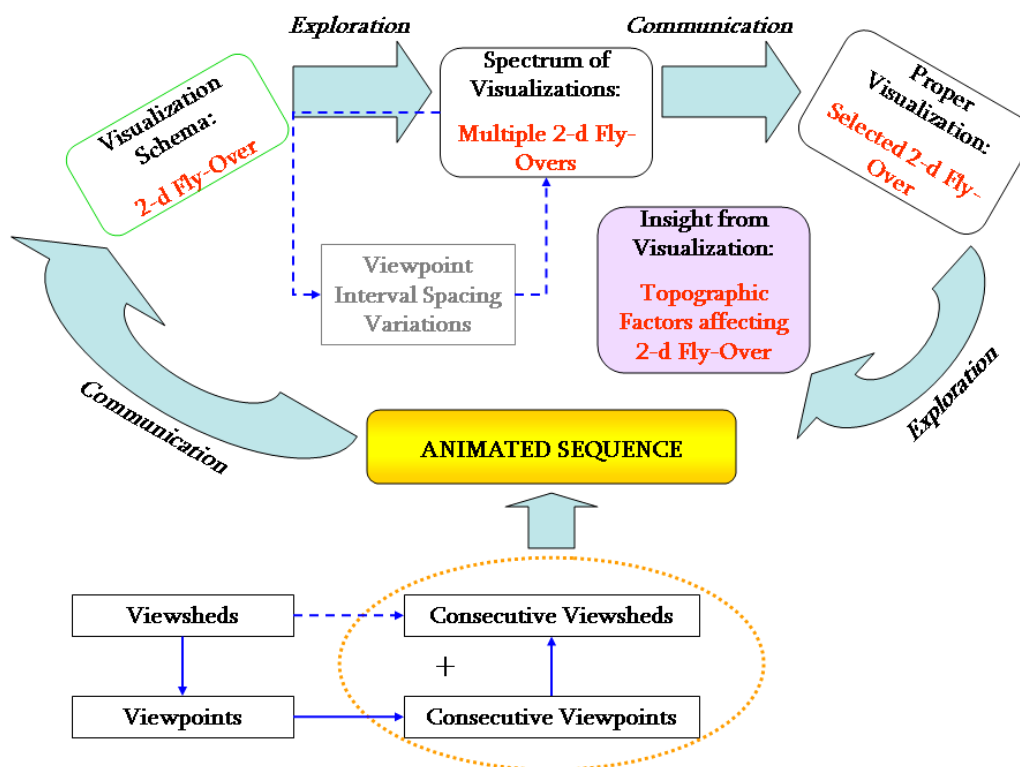 Exploration
Communication
Visualization
Schema:
2-d Fly-Over
Spectrum of
Visualizations:
Multiple 2-d Fly-
Overs
Proper
Visualization:
Selected 2-d Fly-
Over
Viewpoint
Interval Spacing
Variations
Insight from
Visualization:
Topographic
Factors affecting
2-d Fly-Over
Communication
Exploration
ANIMATED SEQUENCE
Viewsheds
Consecutive Viewsheds
+
Viewpoints
Consecutive Viewpoints